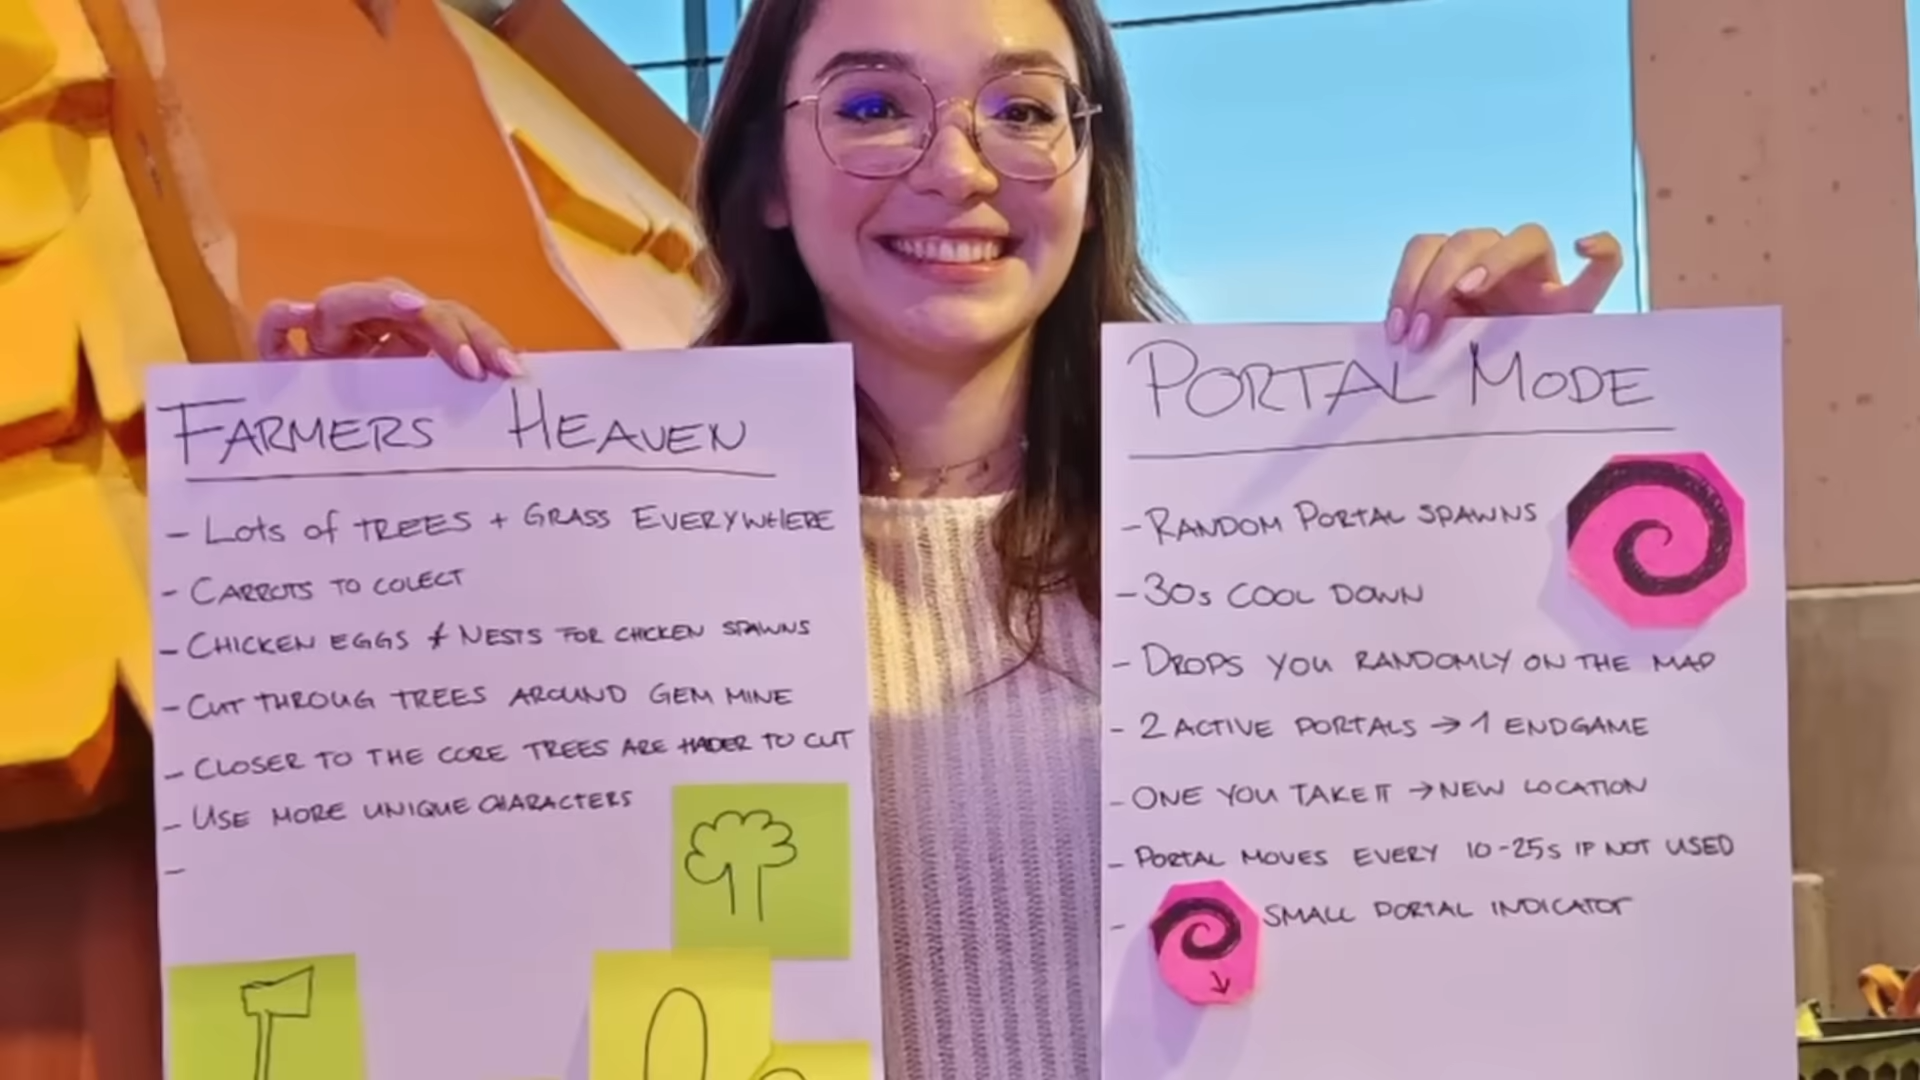 FARMERS HEAVEN
- LOTS OF TREES + GRASS EVERYWHERE
- CARROTS TO COLECT
- CHICKEN EGGS & NESTS FOR CHICKEN SPAWNS
- CUT THROUG TREES AROUND GEM MINE
- CLOSER TO THE CORE TREES ARE HADER TO CUT
- USE MORE UNIQUE CHARACTERS
-
PORTAL MODE
- RANDOM PORTAL SPAWNS
- 30s COOL DOWN
- DROPS YOU RANDOMLY ON THE MAP
- 2 ACTIVE PORTALS → 1 ENDGAME
- ONE YOU TAKE IT → NEW LOCATION
- PORTAL MOVES EVERY 10-25s IF NOT USED
- SMALL PORTAL INDICATOR